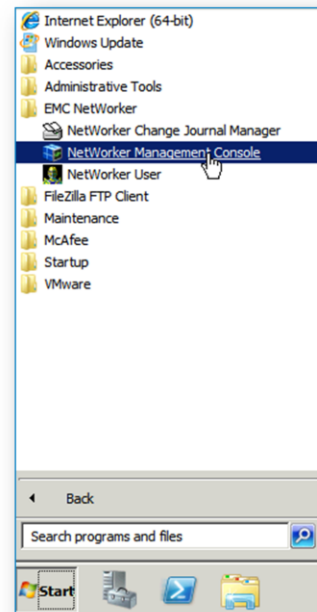 Internet Explorer (64-bit)
Windows Update
Accessories
Administrative Tools
EMC NetWorker
NetWorker Change Journal Manager
NetWorker Management Console
NetWorker User
FileZilla FTP Client
Maintenance
McAfee
Startup
VMware
Back
Search programs and files
Start